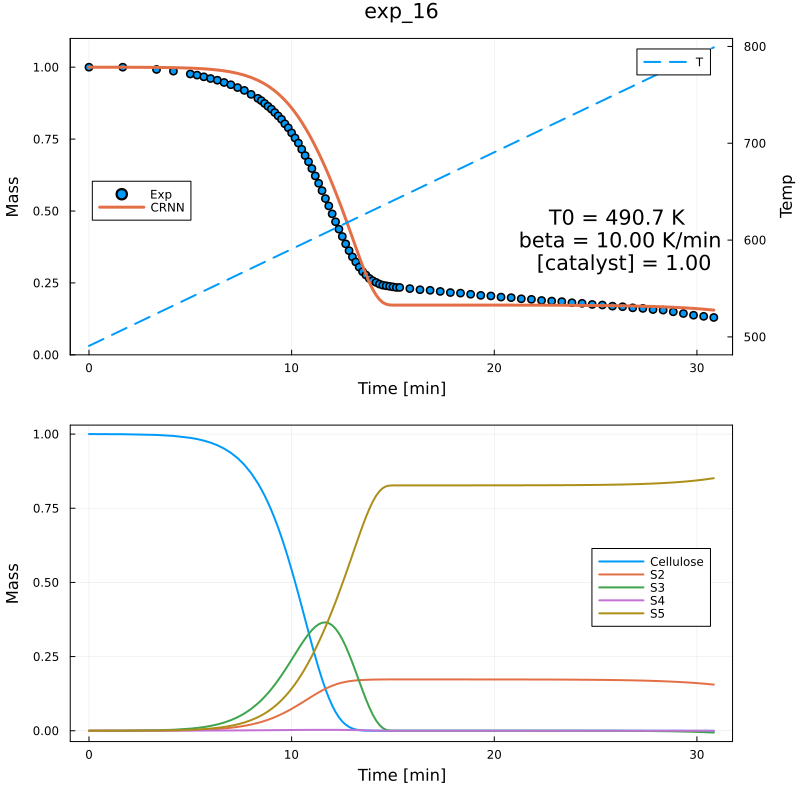 exp_16
1.00
0.75
0.50
0.25
0.00
Mass
Exp
CRNN
T
800
700
600
500
Temp
T0 = 490.7 K
beta = 10.00 K/min
[catalyst] = 1.00
0 10 20 30
Time [min]
1.00
0.75
0.50
0.25
0.00
Mass
Cellulose
S2
S3
S4
S5
0 10 20 30
Time [min]